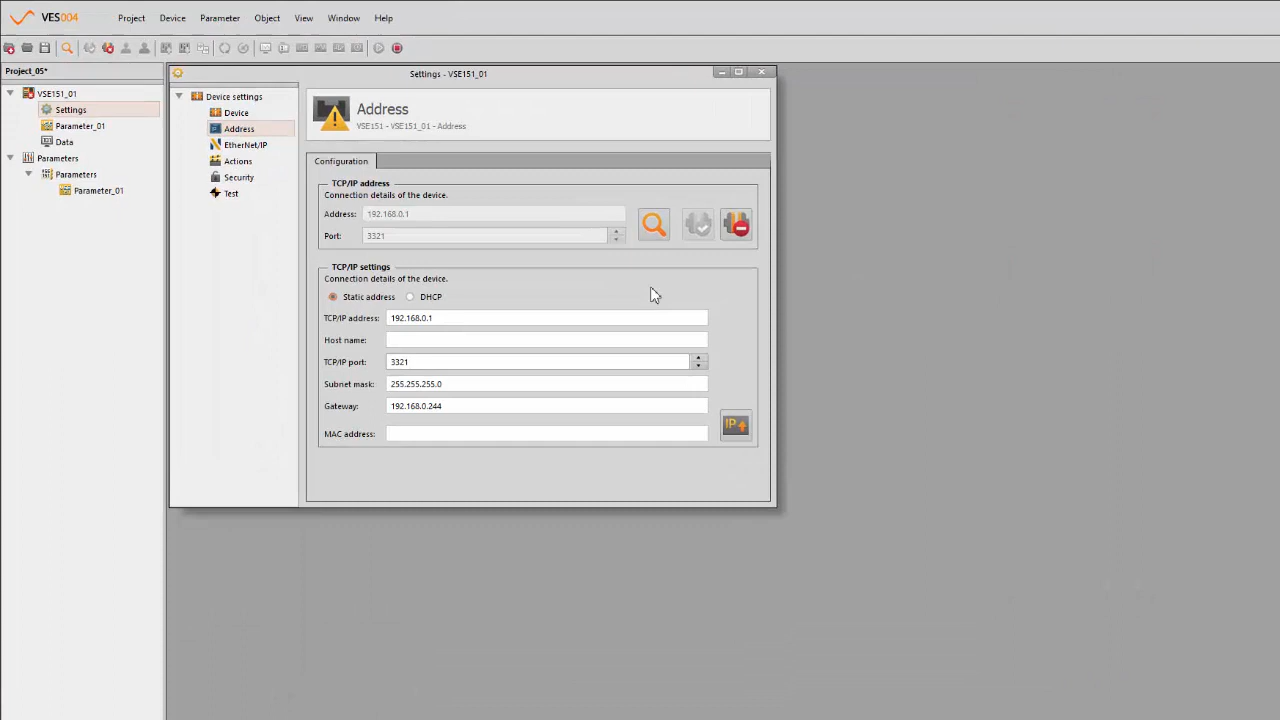 VES004 Project Device Parameter Object View Window Help
Project_05*
VSE151_01
Settings
Parameter_01
Data
Parameters
Parameters
Parameter_01
Settings - VSE151_01
Device settings
Device
Address
EtherNet/IP
Actions
Security
Test
Address
VSE151 - VSE151_01 - Address
Configuration
TCP/IP address
Connection details of the device.
Address: 192.168.0.1
Port: 3321
TCP/IP settings
Connection details of the device.
Static address DHCP
TCP/IP address: 192.168.0.1
Host name:
TCP/IP port: 3321
Subnet mask: 255.255.255.0
Gateway: 192.168.0.244
MAC address:
IP